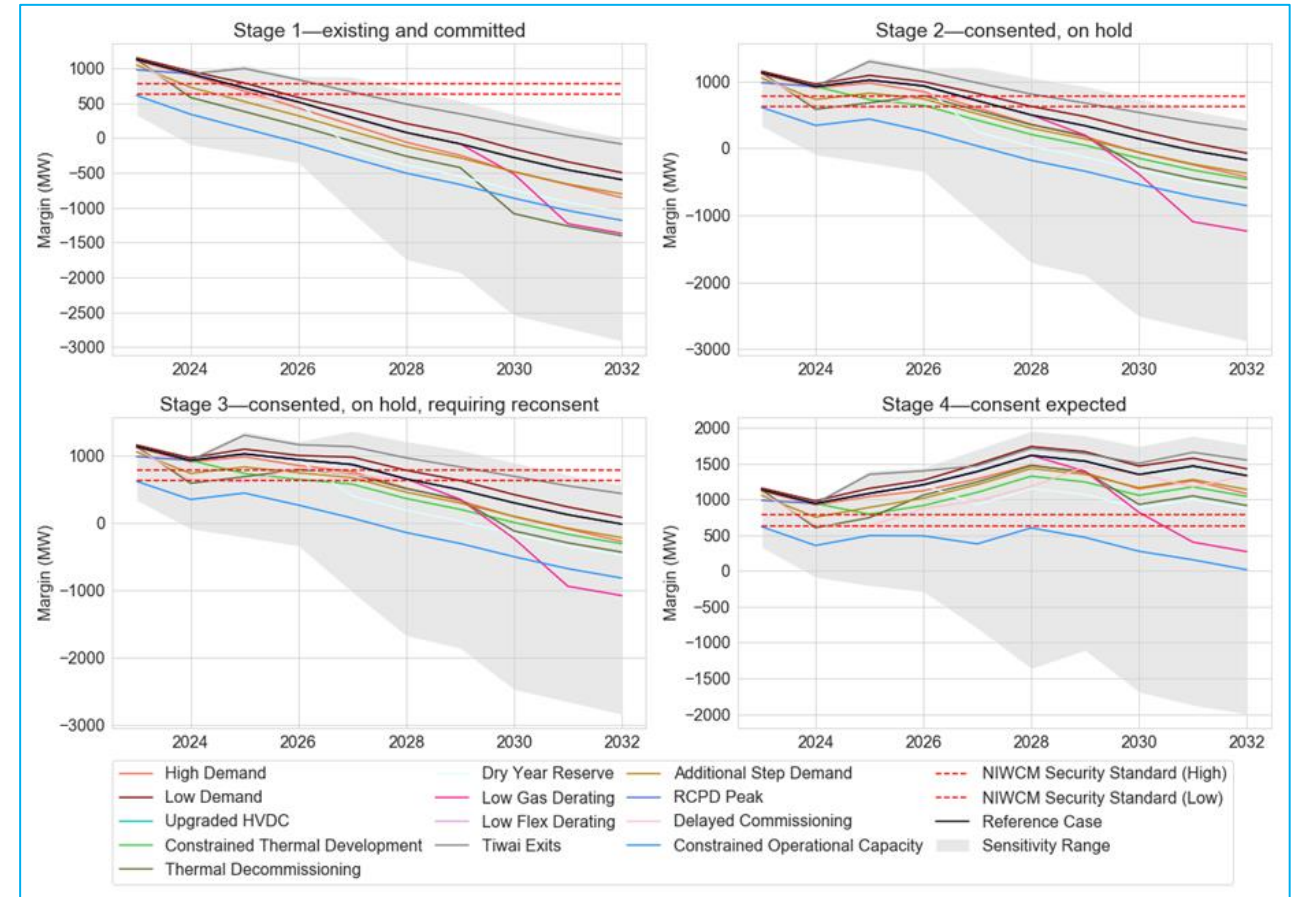 Stage 1—existing and committed
Margin (MW)
1000
500
0
−500
−1000
−1500
−2000
−2500
−3000
2024 2026 2028 2030 2032
Stage 2—consented, on hold
Margin (MW)
1000
0
−1000
−2000
−3000
2024 2026 2028 2030 2032
Stage 3—consented, on hold, requiring reconsent
Margin (MW)
1000
0
−1000
−2000
−3000
2024 2026 2028 2030 2032
Stage 4—consent expected
Margin (MW)
2000
1500
1000
500
0
−500
−1000
−1500
−2000
2024 2026 2028 2030 2032
High Demand
Low Demand
Upgraded HVDC
Constrained Thermal Development
Thermal Decommissioning
Dry Year Reserve
Low Gas Derating
Low Flex Derating
Tiwai Exits
Additional Step Demand
RCPD Peak
Delayed Commissioning
Constrained Operational Capacity
NIWCM Security Standard (High)
NIWCM Security Standard (Low)
Reference Case
Sensitivity Range